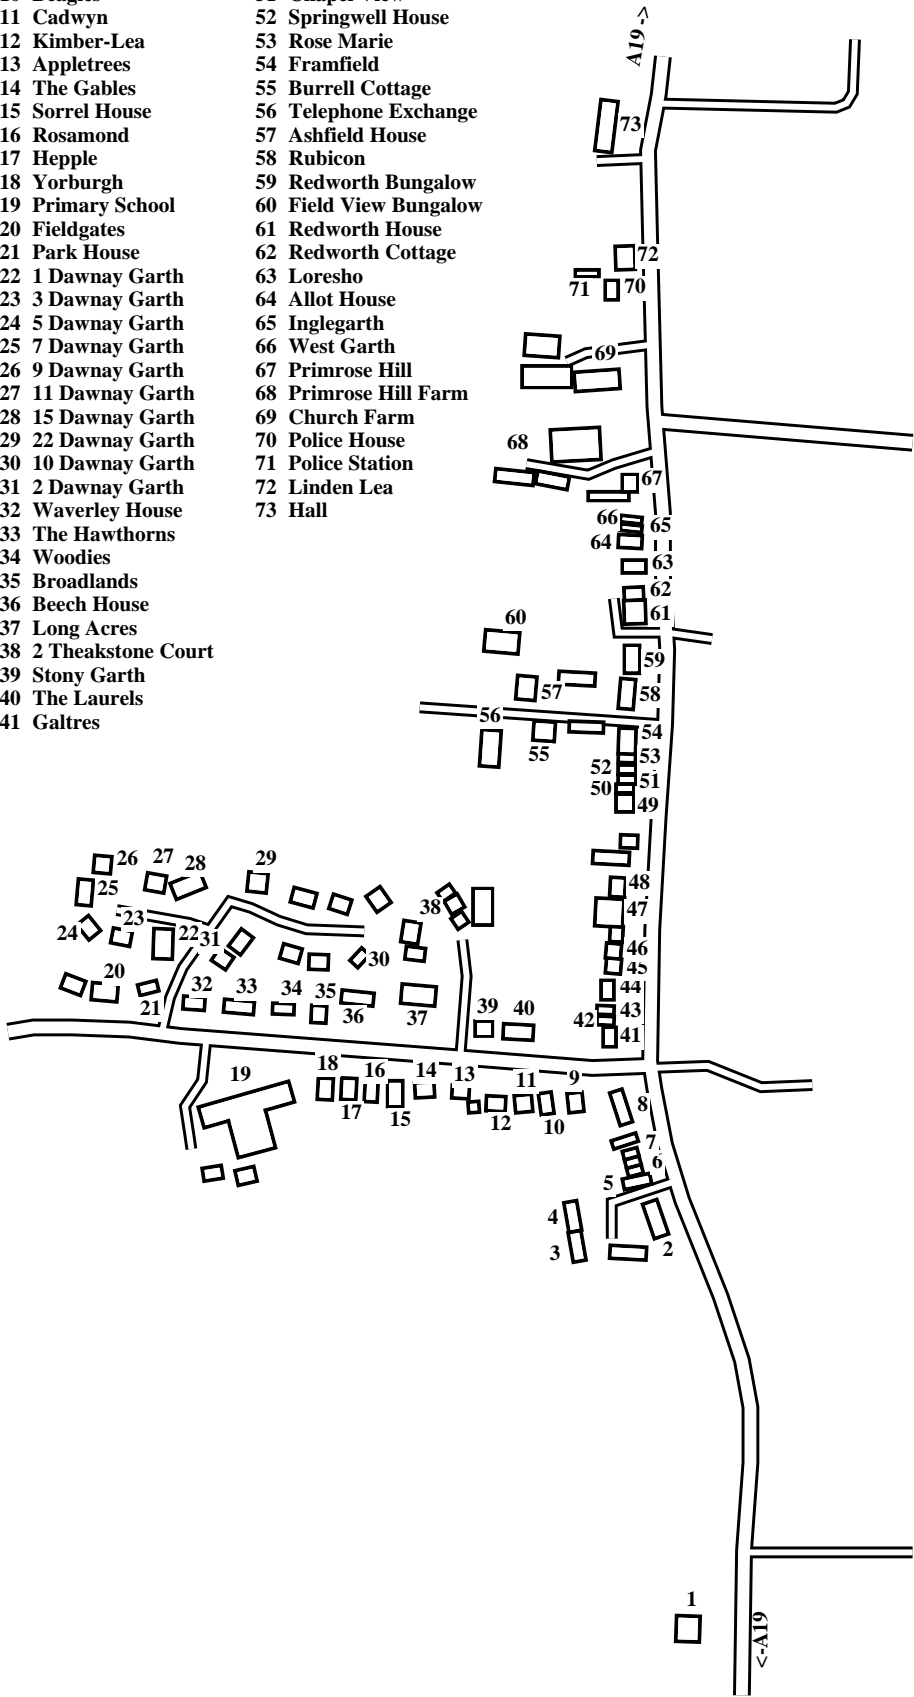 11 Cadwyn
12 Kimber-Lea
13 Appletrees
14 The Gables
15 Sorrel House
16 Rosamond
17 Hepple
18 Yorburgh
19 Primary School
20 Fieldgates
21 Park House
22 1 Dawnay Garth
23 3 Dawnay Garth
24 5 Dawnay Garth
25 7 Dawnay Garth
26 9 Dawnay Garth
27 11 Dawnay Garth
28 15 Dawnay Garth
29 22 Dawnay Garth
30 10 Dawnay Garth
31 2 Dawnay Garth
32 Waverley House
33 The Hawthorns
34 Woodies
35 Broadlands
36 Beech House
37 Long Acres
38 2 Theakstone Court
39 Stony Garth
40 The Laurels
41 Galtres
52 Springwell House
53 Rose Marie
54 Framfield
55 Burrell Cottage
56 Telephone Exchange
57 Ashfield House
58 Rubicon
59 Redworth Bungalow
60 Field View Bungalow
61 Redworth House
62 Redworth Cottage
63 Loresho
64 Allot House
65 Inglegarth
66 West Garth
67 Primrose Hill
68 Primrose Hill Farm
69 Church Farm
70 Police House
71 Police Station
72 Linden Lea
73 Hall
A19 ->
73
72
71
70
69
68
67
66
65
64
63
62
61
60
59
58
57
56
55
54
53
52
51
50
49
48
47
46
45
44
43
42
41
40
39
38
37
36
35
34
33
32
31
30
29
28
27
26
25
24
23
22
21
20
19
18
17
16
15
14
13
12
11
10
9
8
7
6
5
4
3
2
1
<-A19